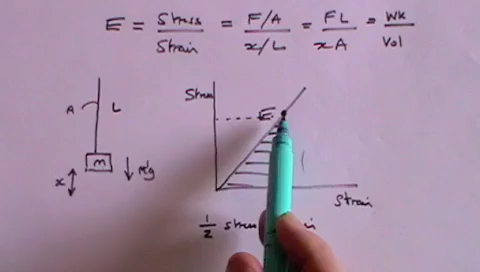 E = Stress / Strain = F/A / x/L = FL / xA = Wk / Vol
Stress
E
A L
M
x Mg
Strain
1/2 stress